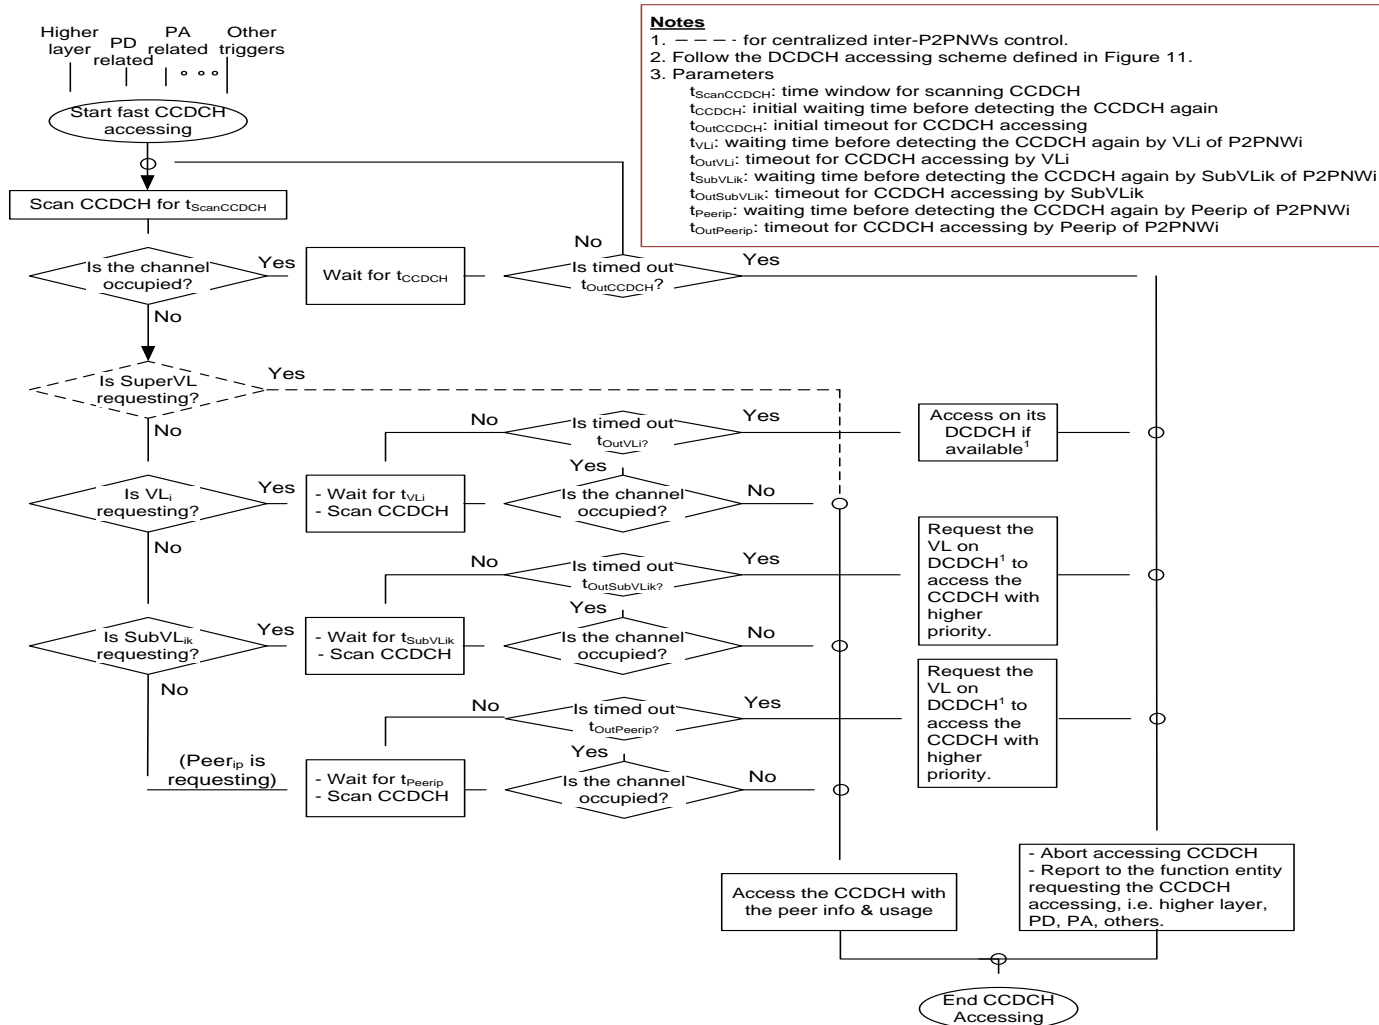 Higher
layer
PD
related
PA
related
Other
triggers
Start fast CCDCH
accessing
Notes
1. – – – – - for centralized inter-P2PNWs control.
2. Follow the DCDCH accessing scheme defined in Figure 11.
3. Parameters
tScanCCDCH: time window for scanning CCDCH
tCCDCH: initial waiting time before detecting the CCDCH again
tOutCCDCH: initial timeout for CCDCH accessing
tVLi: waiting time before detecting the CCDCH again by VLi of P2PNWi
tOutVLi: timeout for CCDCH accessing by VLi
tSubVLik: waiting time before detecting the CCDCH again by SubVLik of P2PNWi
tOutSubVLik: timeout for CCDCH accessing by SubVLik
tPeerip: waiting time before detecting the CCDCH again by Peerip of P2PNWi
tOutPeerip: timeout for CCDCH accessing by Peerip of P2PNWi
Scan CCDCH for tScanCCDCH
Is the channel
occupied?
Yes
No
Wait for tCCDCH
Is timed out
tOutCCDCH?
No
Yes
Is SuperVL
requesting?
Yes
No
Is VLi
requesting?
Yes
No
- Wait for tVLi
- Scan CCDCH
No
Is timed out
tOutVLi?
Yes
Yes
Is the channel
occupied?
No
Access on its
DCDCH if
available¹
Is SubVLik
requesting?
Yes
No
- Wait for tSubVLik
- Scan CCDCH
No
Is timed out
tOutSubVLik?
Yes
Yes
Is the channel
occupied?
No
Request the
VL on
DCDCH¹ to
access the
CCDCH with
higher
priority.
(Peerip is
requesting)
- Wait for tPeerip
- Scan CCDCH
No
Is timed out
tOutPeerip?
Yes
Yes
Is the channel
occupied?
No
Request the
VL on
DCDCH¹ to
access the
CCDCH with
higher
priority.
Access the CCDCH with
the peer info & usage
- Abort accessing CCDCH
- Report to the function entity
requesting the CCDCH
accessing, i.e. higher layer,
PD, PA, others.
End CCDCH
Accessing